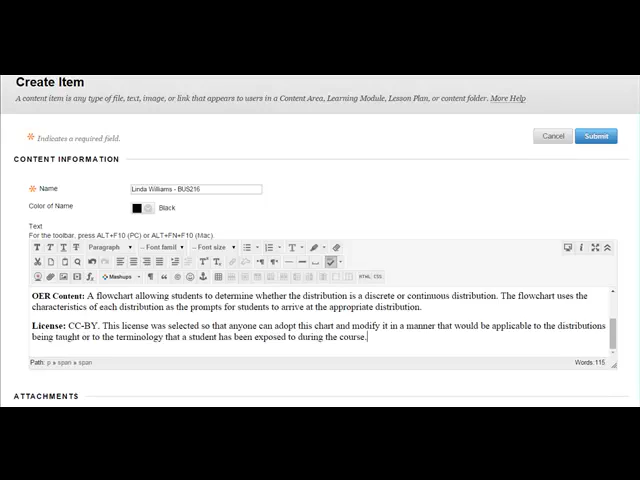 Create Item
A content item is any type of file, text, image, or link that appears to users in a Content Area, Learning Module, Lesson Plan, or content folder. More Help
* Indicates a required field.
Cancel Submit
CONTENT INFORMATION
* Name Linda Williams - BUS216
Color of Name Black
Text
For the toolbar, press ALT+F10 (PC) or ALT+FN+F10 (Mac).
T T T T Paragraph -- Font famil -- Font size T
Mashups HTML CSS
OER Content: A flowchart allowing students to determine whether the distribution is a discrete or continuous distribution. The flowchart uses the
characteristics of each distribution as the prompts for students to arrive at the appropriate distribution.
License: CC-BY. This license was selected so that anyone can adopt this chart and modify it in a manner that would be applicable to the distributions
being taught or to the terminology that a student has been exposed to during the course.
Path: p » span » span Words:115
ATTACHMENTS